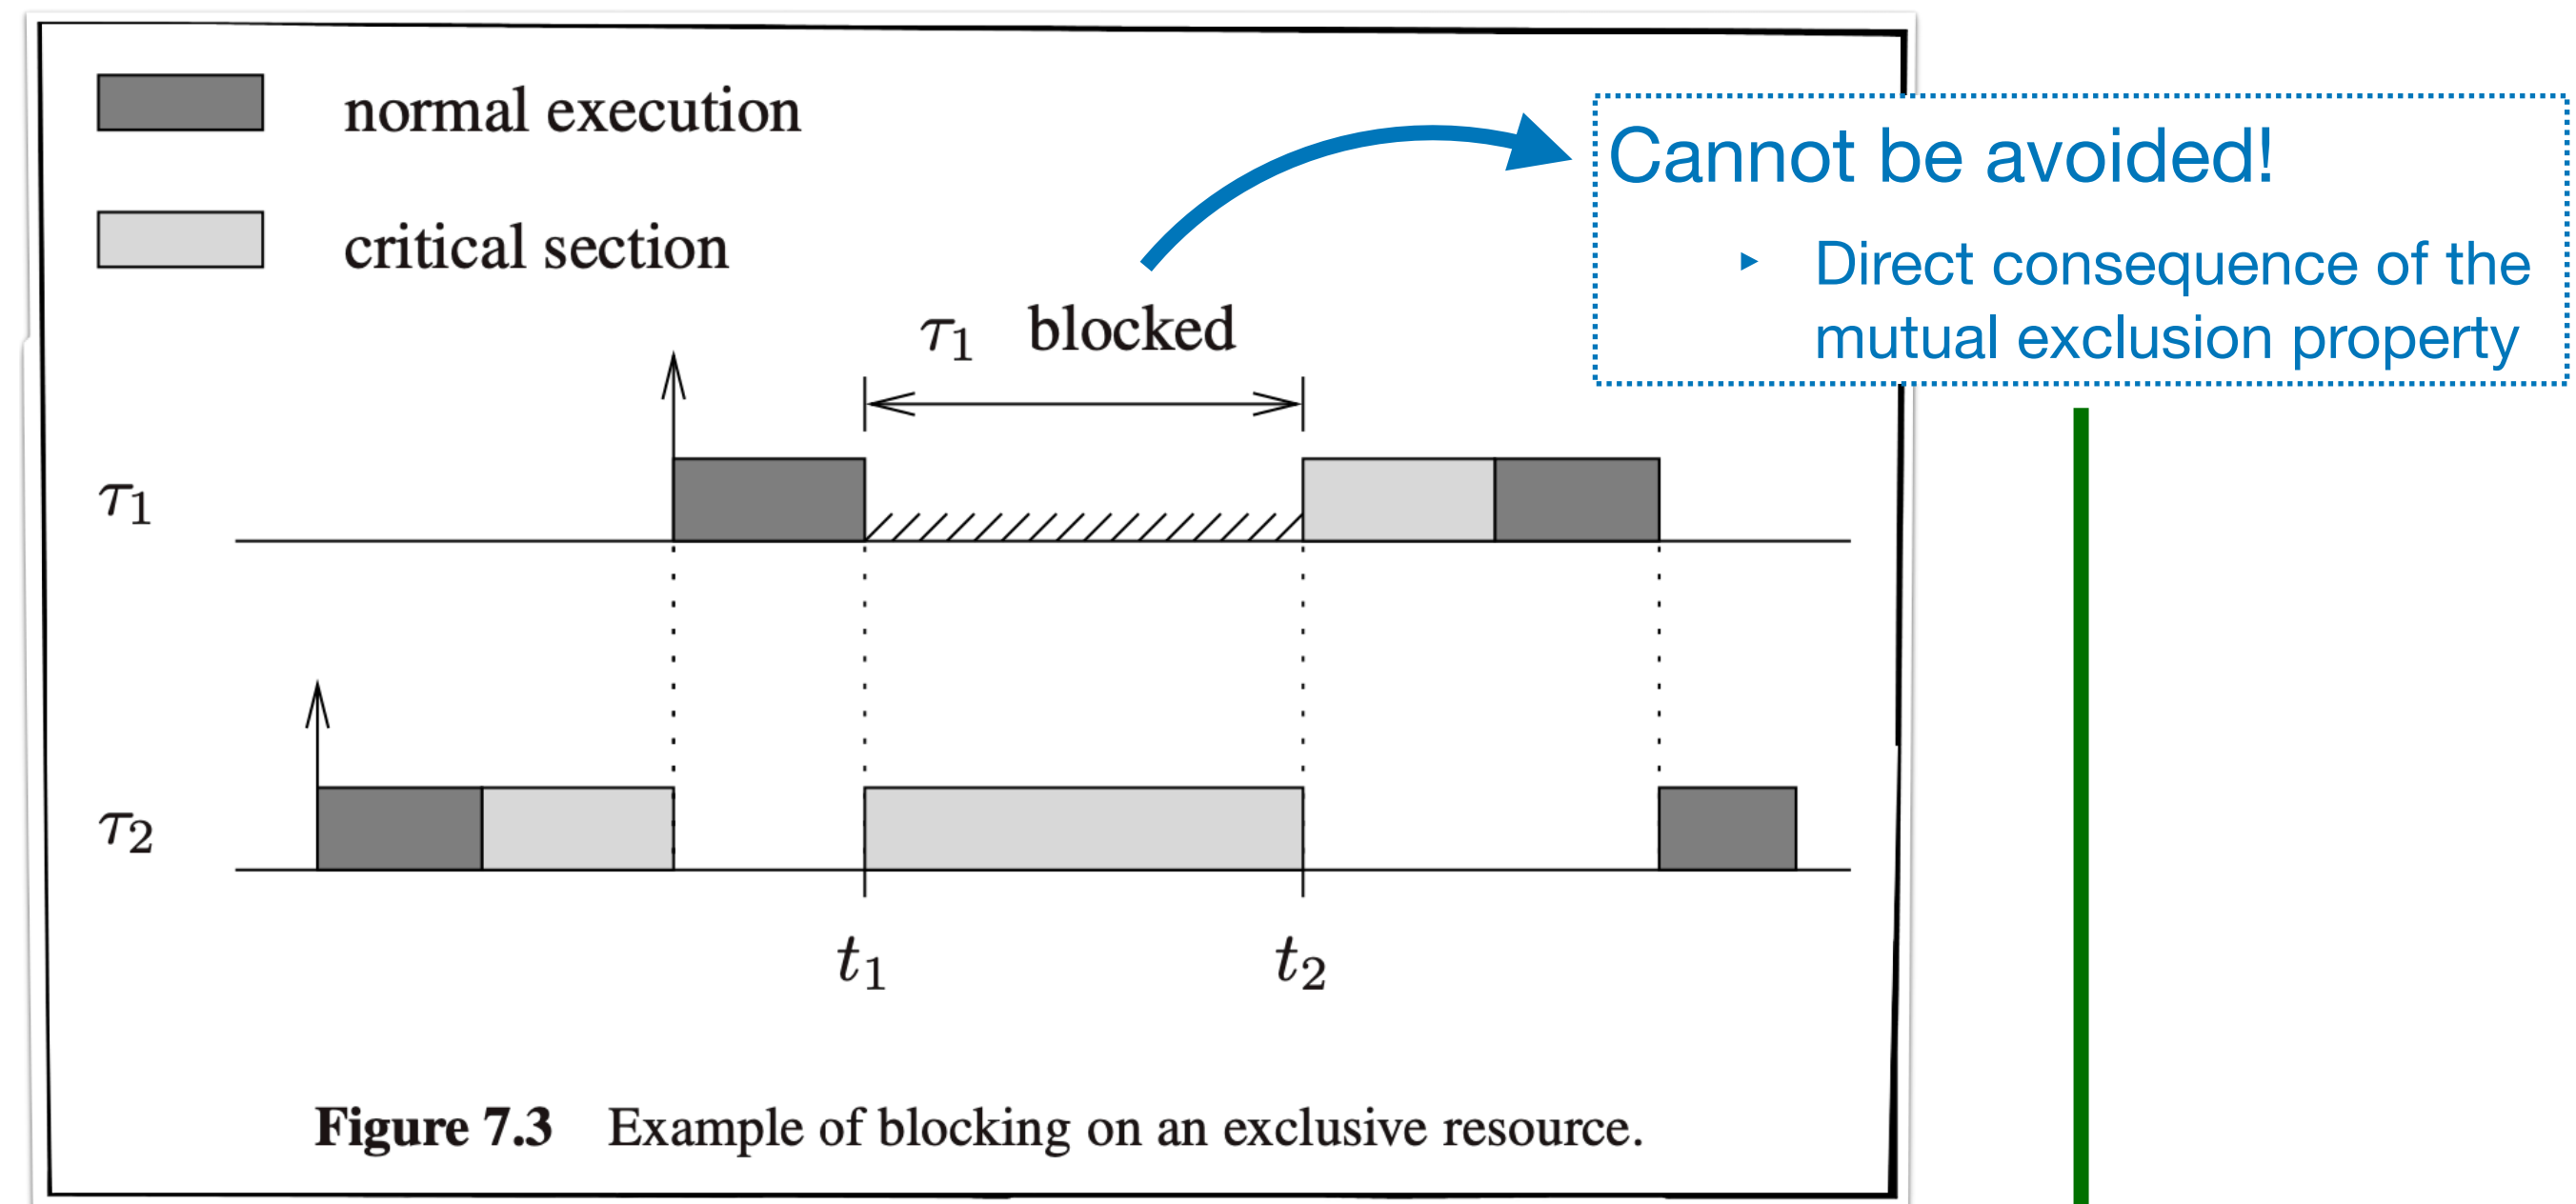 normal execution
critical section
Cannot be avoided!
▸ Direct consequence of the
mutual exclusion property
τ1 blocked
τ1
τ2
t1 t2
Figure 7.3 Example of blocking on an exclusive resource.